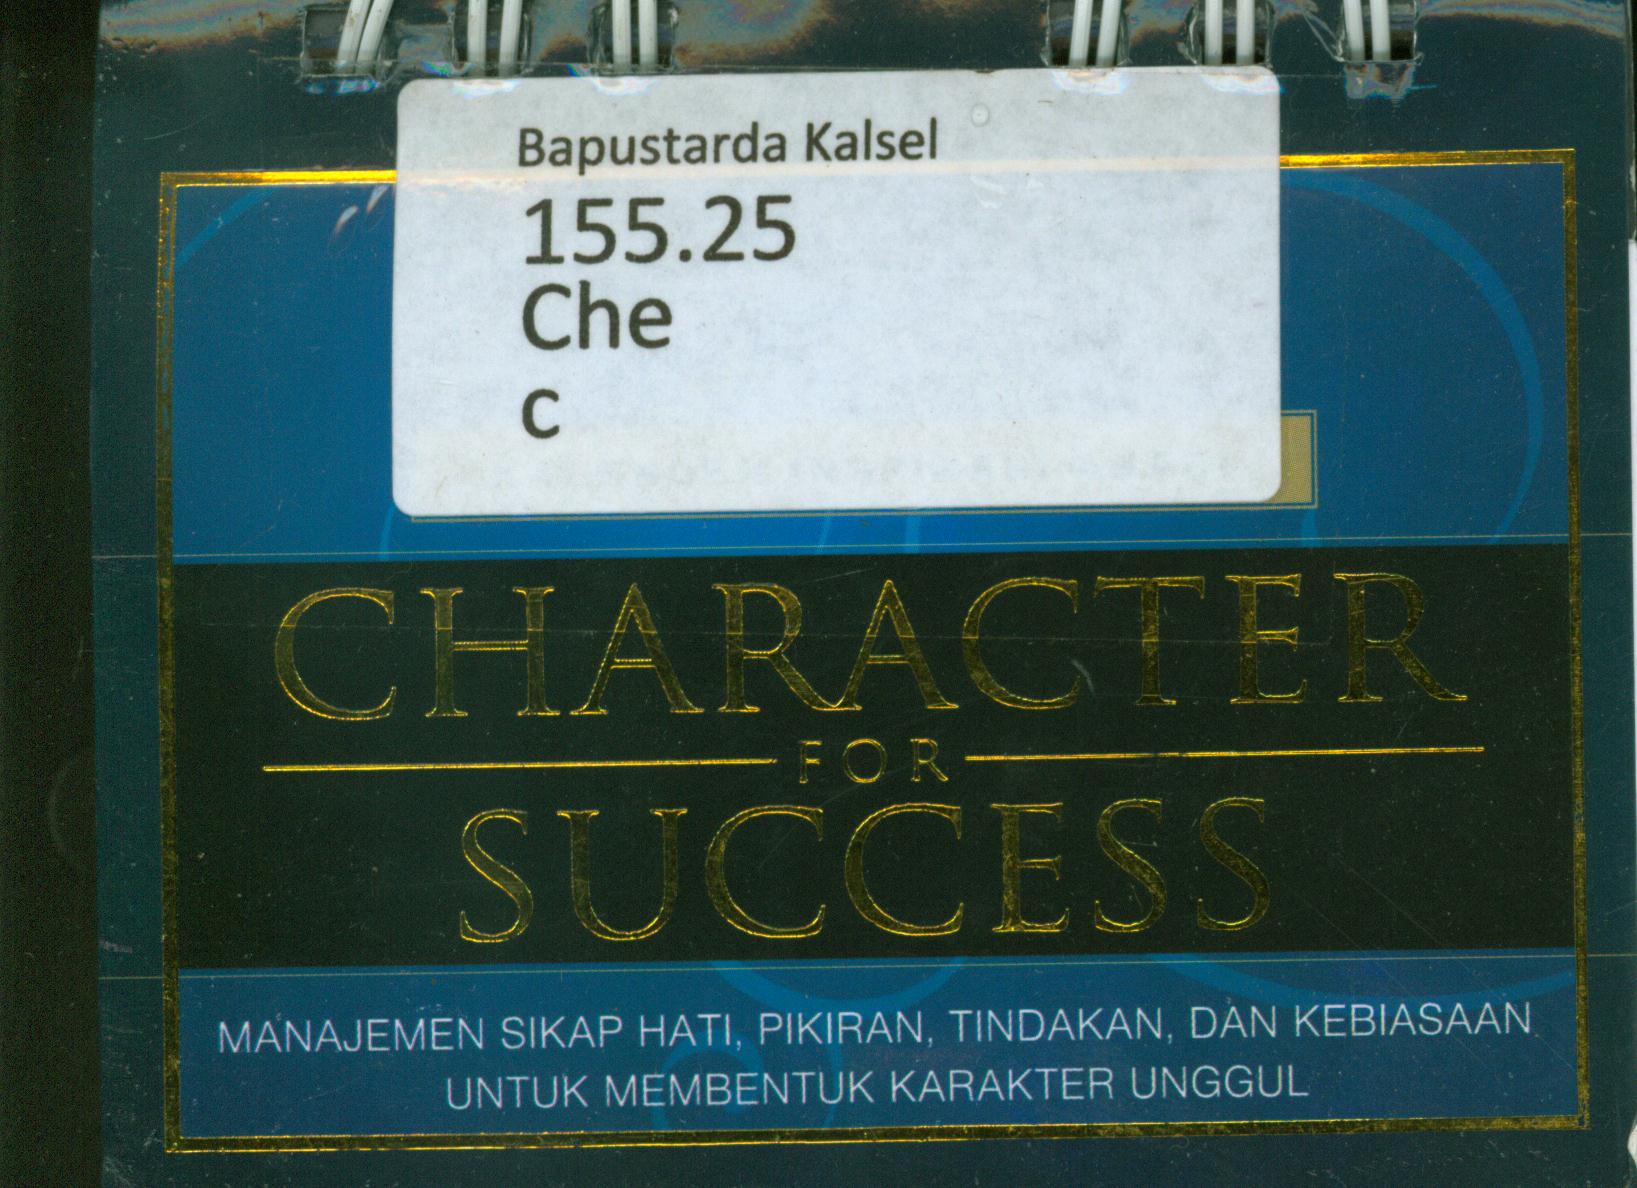 Bapustarda Kalsel
155.25
Che
c
CHARACTER
FOR
SUCCESS
MANAJEMEN SIKAP HATI, PIKIRAN, TINDAKAN, DAN KEBIASAAN
UNTUK MEMBENTUK KARAKTER UNGGUL